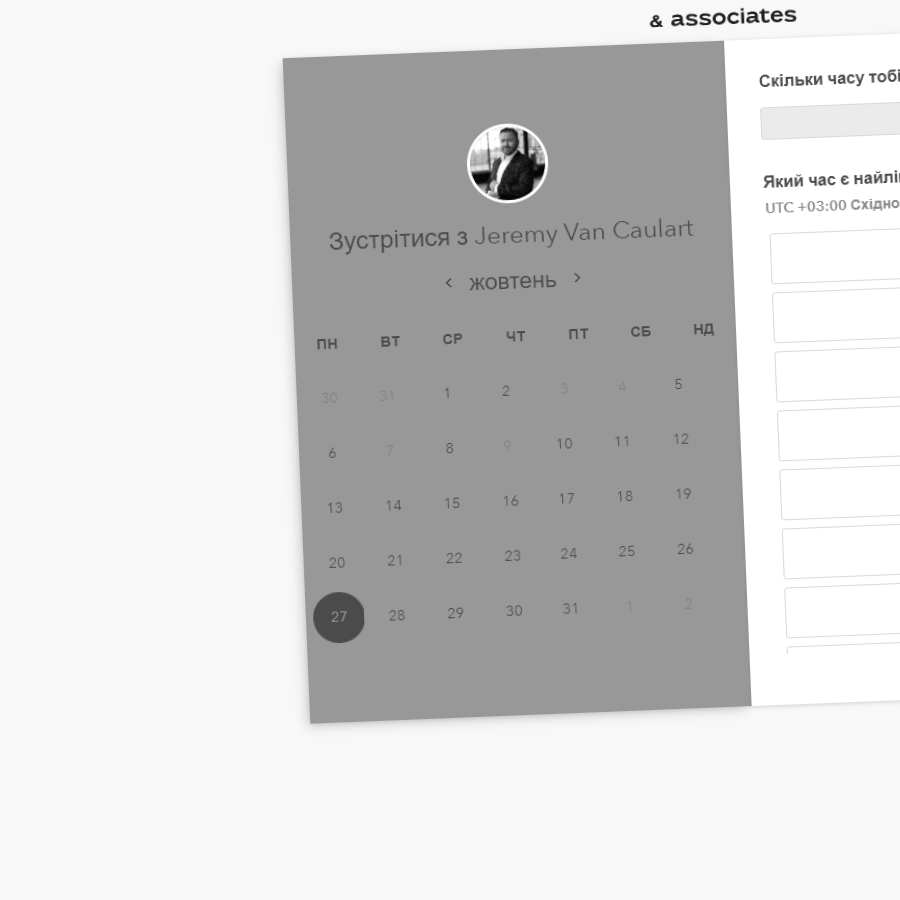 & associates
Зустрітися з Jeremy Van Caulart
‹ жовтень ›
ПН ВТ СР ЧТ ПТ СБ НД
30 31 1 2 3 4 5
6 7 8 9 10 11 12
13 14 15 16 17 18 19
20 21 22 23 24 25 26
27 28 29 30 31 1 2
Скільки часу тобі
Який час є
UTC +03:00